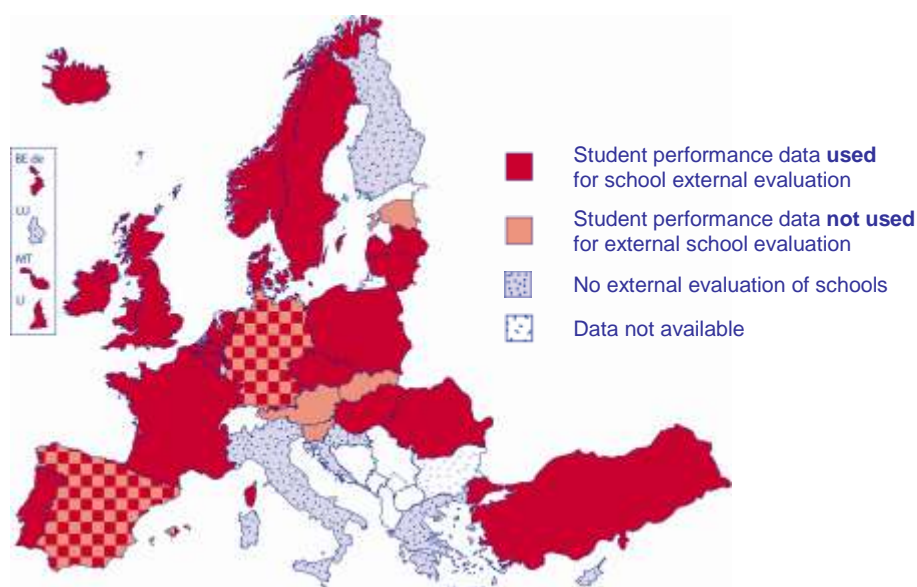 BE de
LU
MT
LI
Student performance data used
for school external evaluation
Student performance data not used
for external school evaluation
No external evaluation of schools
Data not available